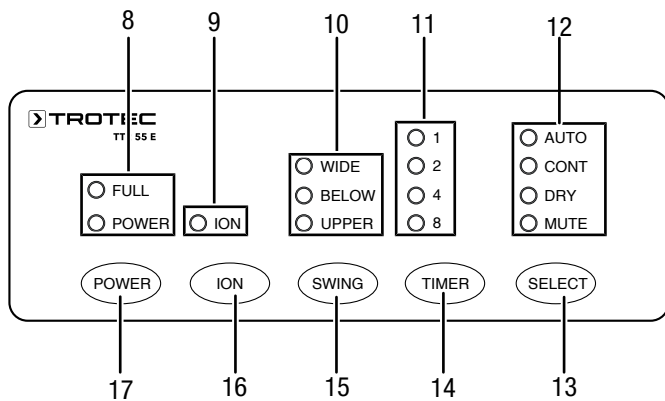 8 9 10 11 12
TROTEC
55 E
FULL
POWER
ION
WIDE
BELOW
UPPER
1
2
4
8
AUTO
CONT
DRY
MUTE
POWER ION SWING TIMER SELECT
17 16 15 14 13